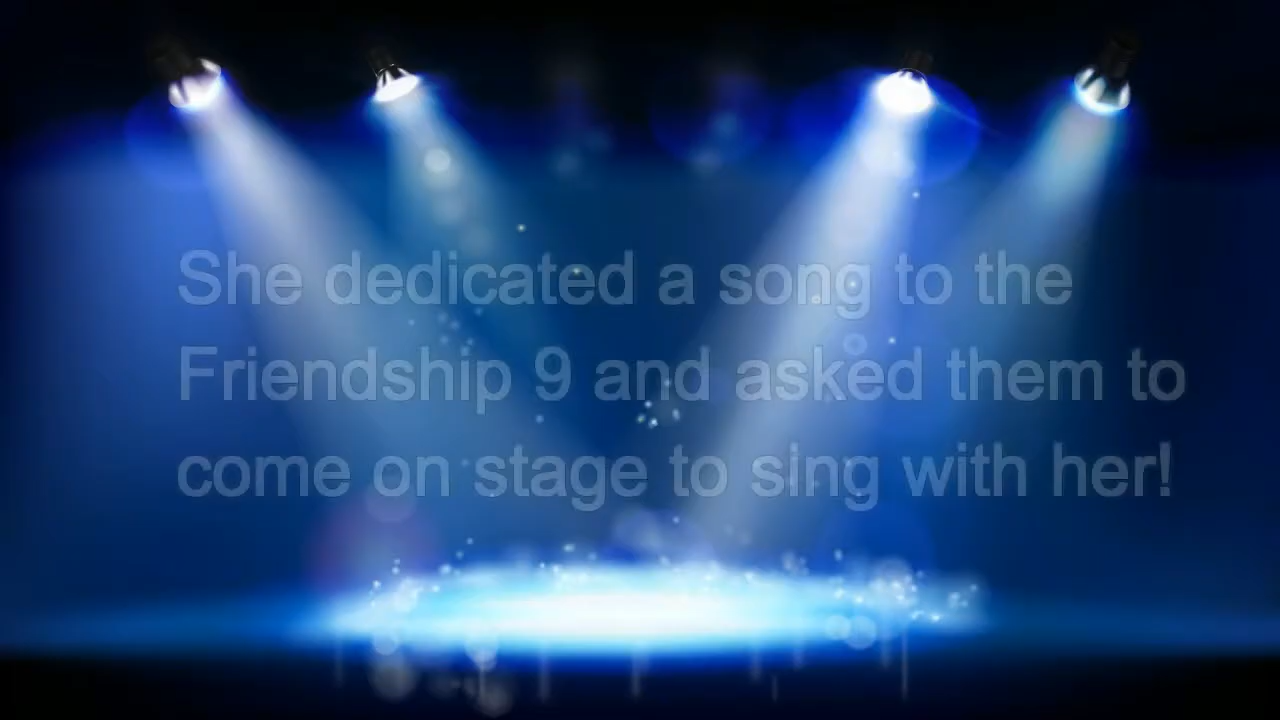 She dedicated a song to the
Friendship 9 and asked them to
come on stage to sing with her!